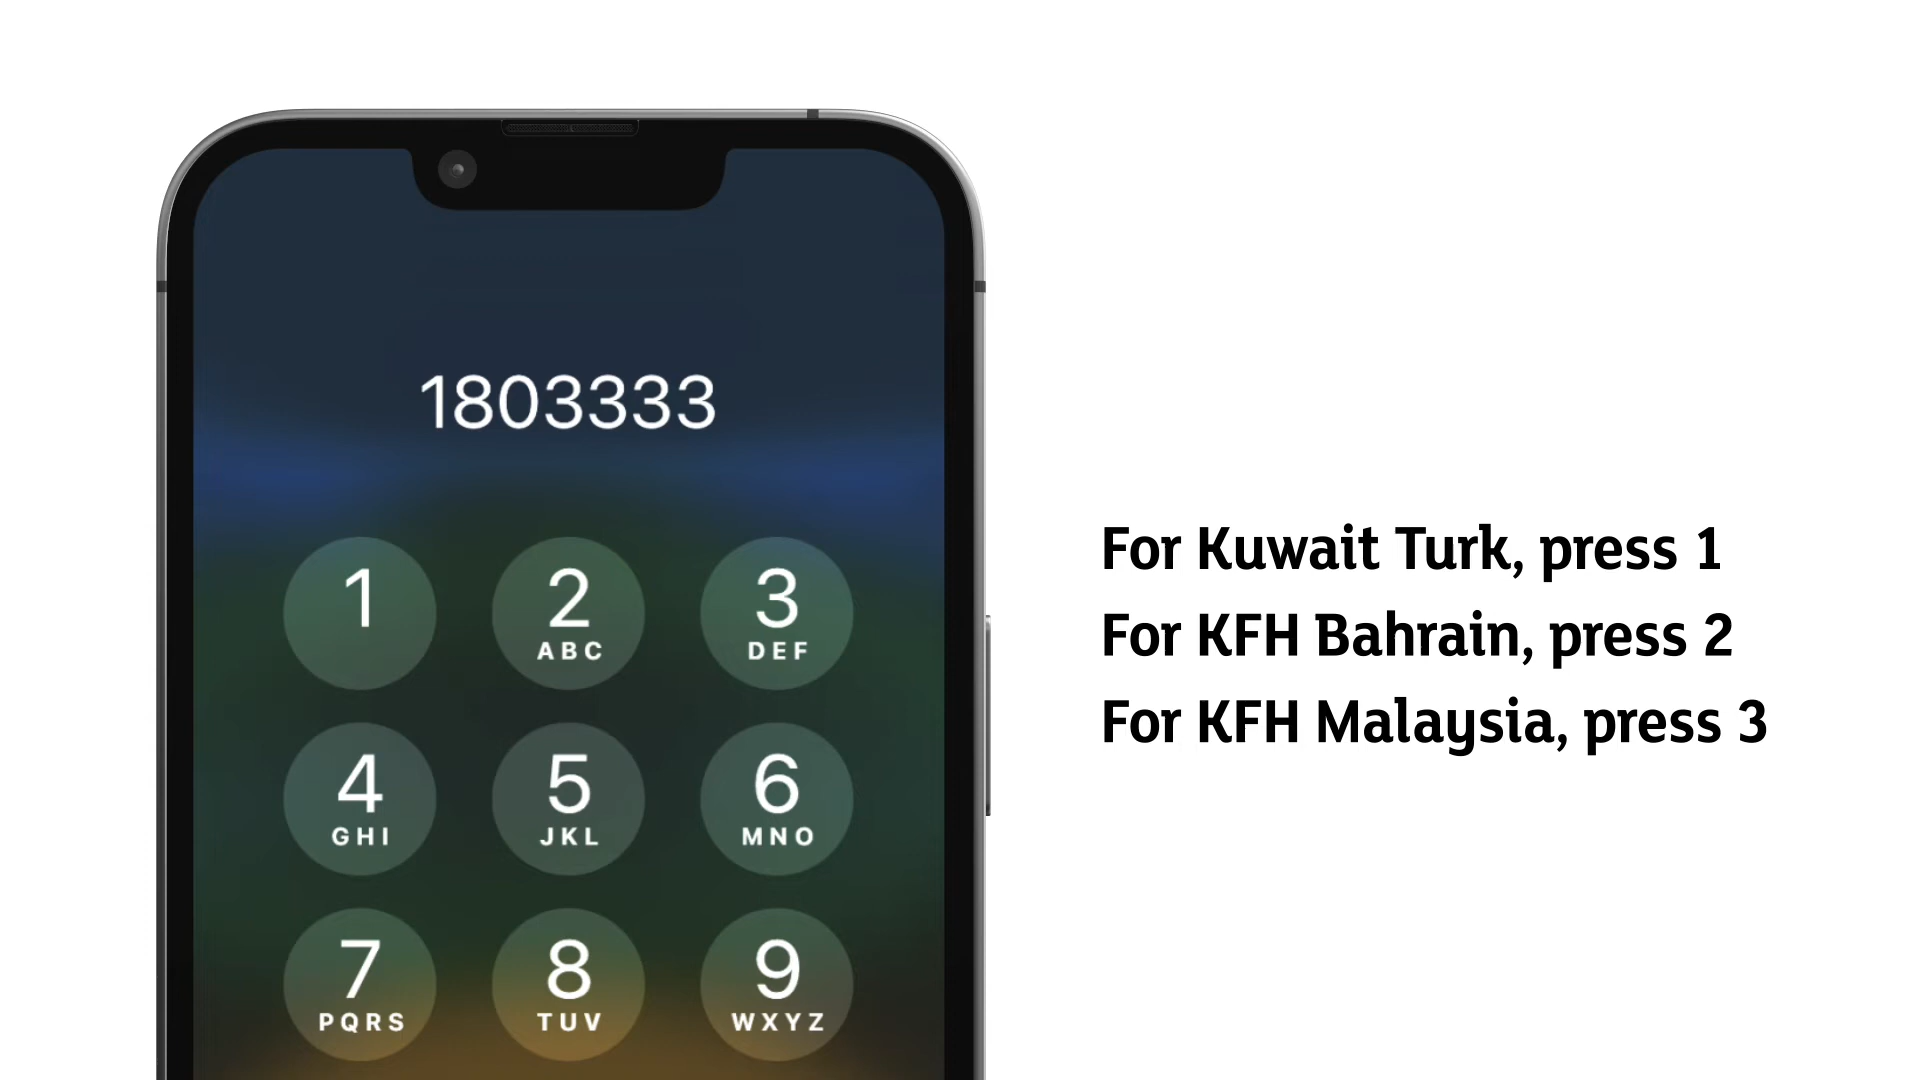 1803333
1
2
ABC
3
DEF
4
GHI
5
JKL
6
MNO
7
PQRS
8
TUV
9
WXYZ
For Kuwait Turk, press 1
For KFH Bahrain, press 2
For KFH Malaysia, press 3